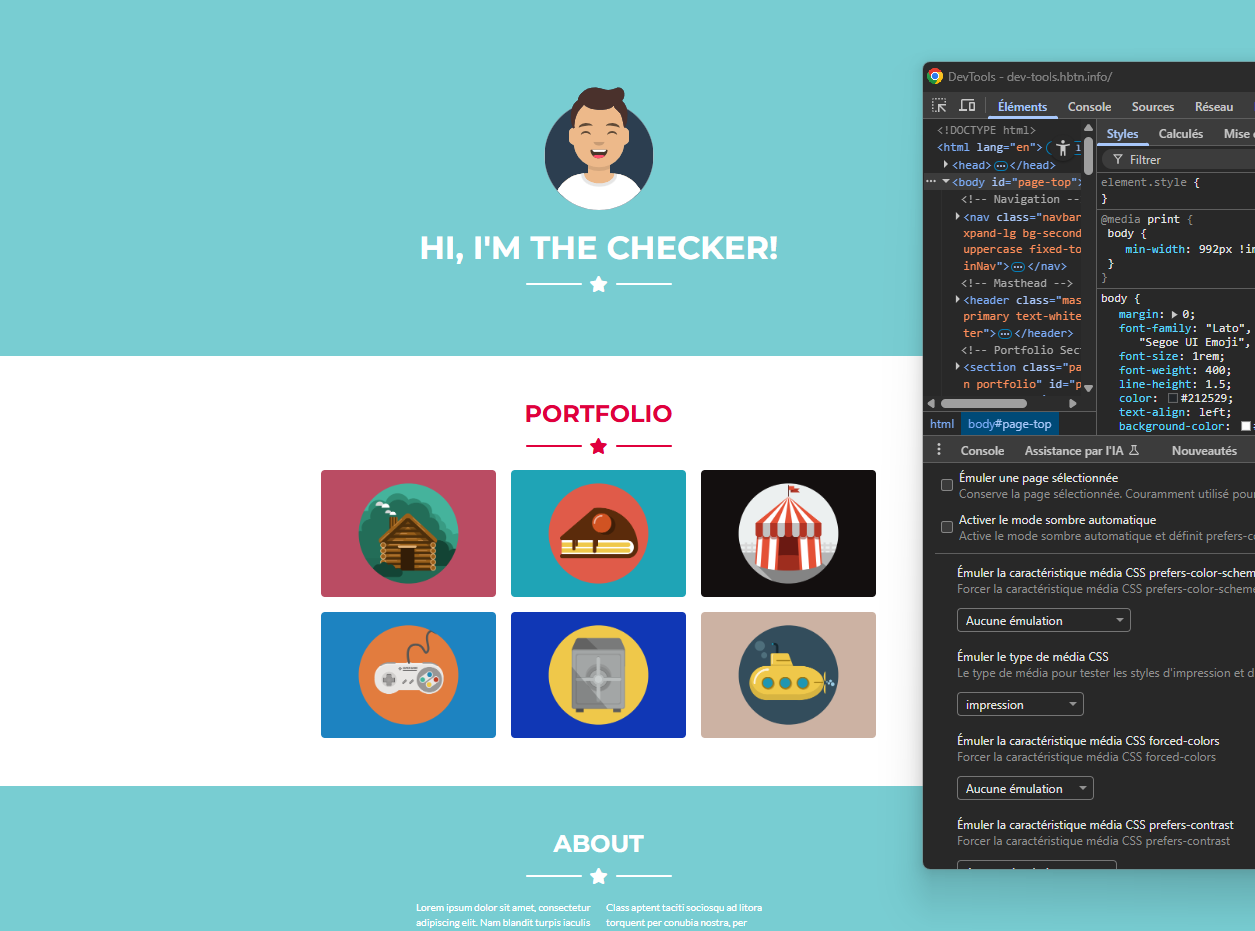 HI, I'M THE CHECKER!
PORTFOLIO
ABOUT
Lorem ipsum dolor sit amet, consectetur
adipiscing elit. Nam blandit turpis iaculis
Class aptent taciti sociosqu ad litora
torquent per conubia nostra, per
DevTools - dev-tools.hbtn.info/
Éléments Console Sources Réseau
<!DOCTYPE html>
<html lang="en">
<head> ... </head>
<body id="page-top">
<!-- Navigation --
<nav class="navbar
xpand-lg bg-second
uppercase fixed-to
inNav"> ... </nav>
<!-- Masthead -->
<header class="mas
primary text-white
ter"> ... </header>
<!-- Portfolio Sec
<section class="pa
n portfolio" id="p
html body#page-top
Styles Calculés Mise
Filtrer
element.style {
}
@media print {
body {
min-width: 992px !im
}
}
body {
margin: 0;
font-family: "Lato",
"Segoe UI Emoji",
font-size: 1rem;
font-weight: 400;
line-height: 1.5;
color: #212529;
text-align: left;
background-color:
Console Assistance par l'IA Nouveautés
Émuler une page sélectionnée
Conserve la page sélectionnée. Couramment utilisé pour
Activer le mode sombre automatique
Active le mode sombre automatique et définit prefers-co
Émuler la caractéristique média CSS prefers-color-schem
Forcer la caractéristique média CSS prefers-color-scheme
Aucune émulation
Émuler le type de média CSS
Le type de média pour tester les styles d'impression et d
impression
Émuler la caractéristique média CSS forced-colors
Forcer la caractéristique média CSS forced-colors
Aucune émulation
Émuler la caractéristique média CSS prefers-contrast
Forcer la caractéristique média CSS prefers-contrast